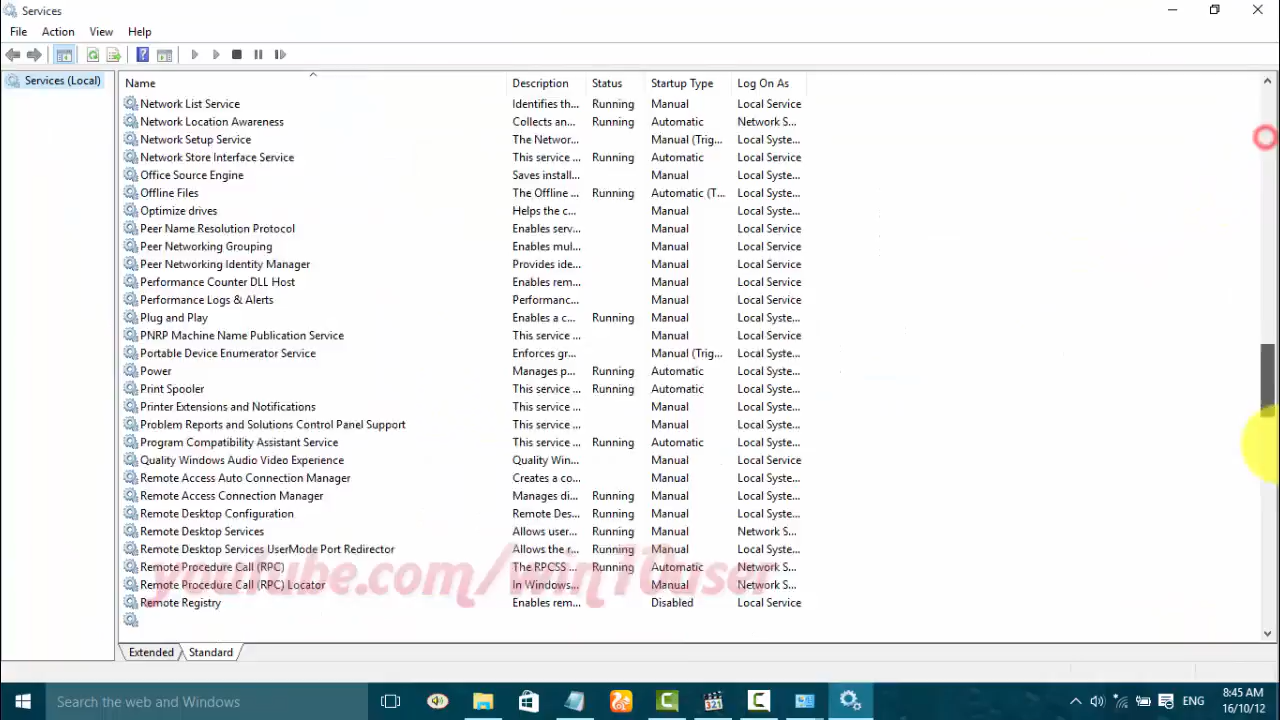 Services
File Action View Help
Services (Local)
Name Description Status Startup Type Log On As
Network List Service Identifies th... Running Manual Local Service
Network Location Awareness Collects an... Running Automatic Network S...
Network Setup Service The Networ... Manual (Trig... Local Syste...
Network Store Interface Service This service ... Running Automatic Local Service
Office Source Engine Saves install... Manual Local Syste...
Offline Files The Offline ... Running Automatic (T... Local Syste...
Optimize drives Helps the c... Manual Local Syste...
Peer Name Resolution Protocol Enables serv... Manual Local Service
Peer Networking Grouping Enables mul... Manual Local Service
Peer Networking Identity Manager Provides ide... Manual Local Service
Performance Counter DLL Host Enables rem... Manual Local Service
Performance Logs & Alerts Performanc... Manual Local Service
Plug and Play Enables a c... Running Manual Local Syste...
PNRP Machine Name Publication Service This service ... Manual Local Service
Portable Device Enumerator Service Enforces gr... Manual (Trig... Local Syste...
Power Manages p... Running Automatic Local Syste...
Print Spooler This service ... Running Automatic Local Syste...
Printer Extensions and Notifications This service ... Manual Local Syste...
Problem Reports and Solutions Control Panel Support This service ... Manual Local Syste...
Program Compatibility Assistant Service This service ... Running Automatic Local Syste...
Quality Windows Audio Video Experience Quality Win... Manual Local Service
Remote Access Auto Connection Manager Creates a co... Manual Local Syste...
Remote Access Connection Manager Manages di... Running Manual Local Syste...
Remote Desktop Configuration Remote Des... Running Manual Local Syste...
Remote Desktop Services Allows user... Running Manual Network S...
Remote Desktop Services UserMode Port Redirector Allows the r... Running Manual Local Syste...
Remote Procedure Call (RPC) The RPCSS ... Running Automatic Network S...
youtube.com/win10user
Remote Procedure Call (RPC) Locator In Windows... Manual Network S...
Remote Registry Enables rem... Disabled Local Service
Extended Standard
Search the web and Windows
321
ENG
8:45 AM
16/10/12